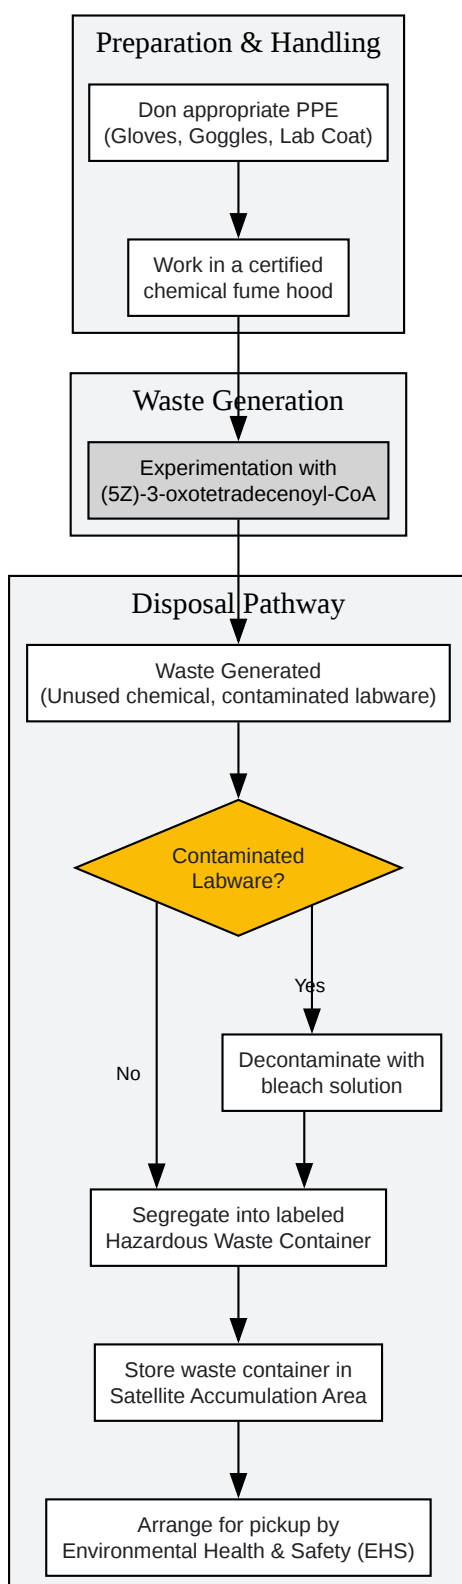 Preparation & Handling
Don appropriate PPE
(Gloves, Goggles, Lab Coat)
Work in a certified
chemical fume hood
Waste Generation
Experimentation with
(5Z)-3-oxotetradecenoyl-CoA
Disposal Pathway
Waste Generated
(Unused chemical, contaminated labware)
Contaminated
Labware?
Yes
Decontaminate with
bleach solution
No
Segregate into labeled
Hazardous Waste Container
Store waste container in
Satellite Accumulation Area
Arrange for pickup by
Environmental Health & Safety (EHS)